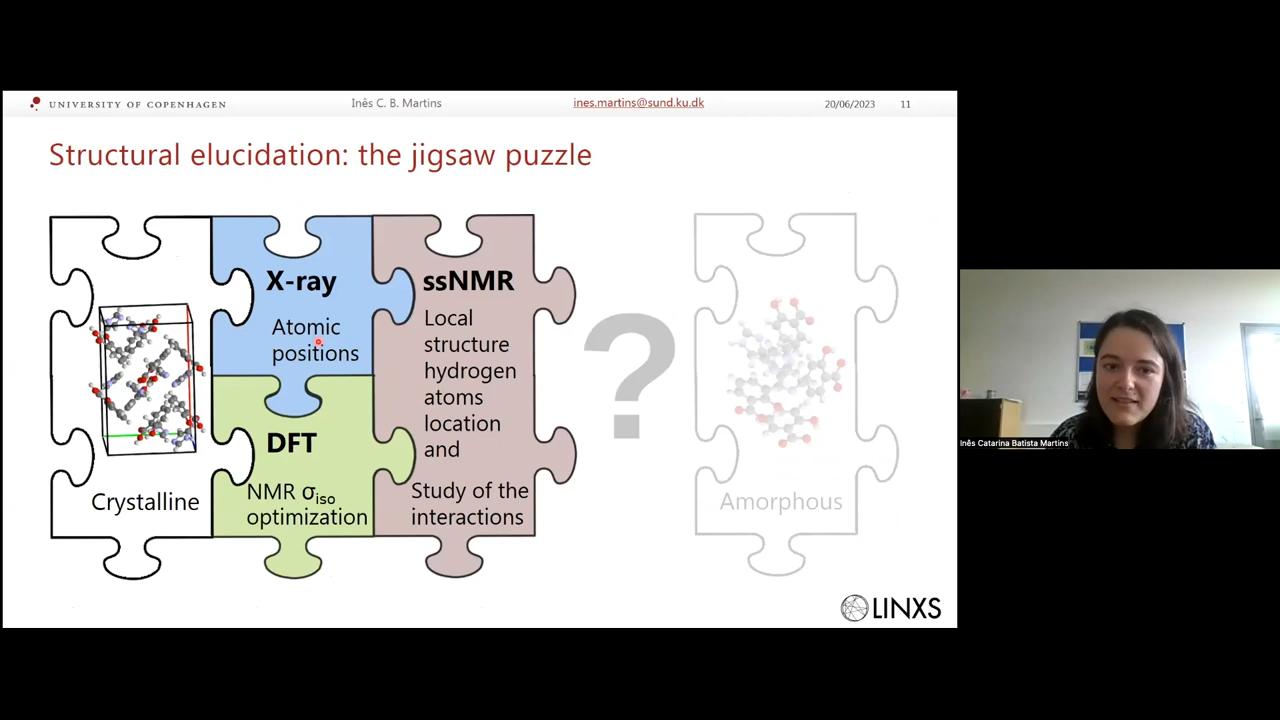 UNIVERSITY OF COPENHAGEN
Inês C. B. Martins
ines.martins@sund.ku.dk
20/06/2023
11
Structural elucidation: the jigsaw puzzle
Crystalline
X-ray
Atomic
positions
DFT
NMR σiso
optimization
ssNMR
Local
structure
hydrogen
atoms
location
and
Study of the
interactions
?
Amorphous
LINXS
Inês Catarina Batista Martins